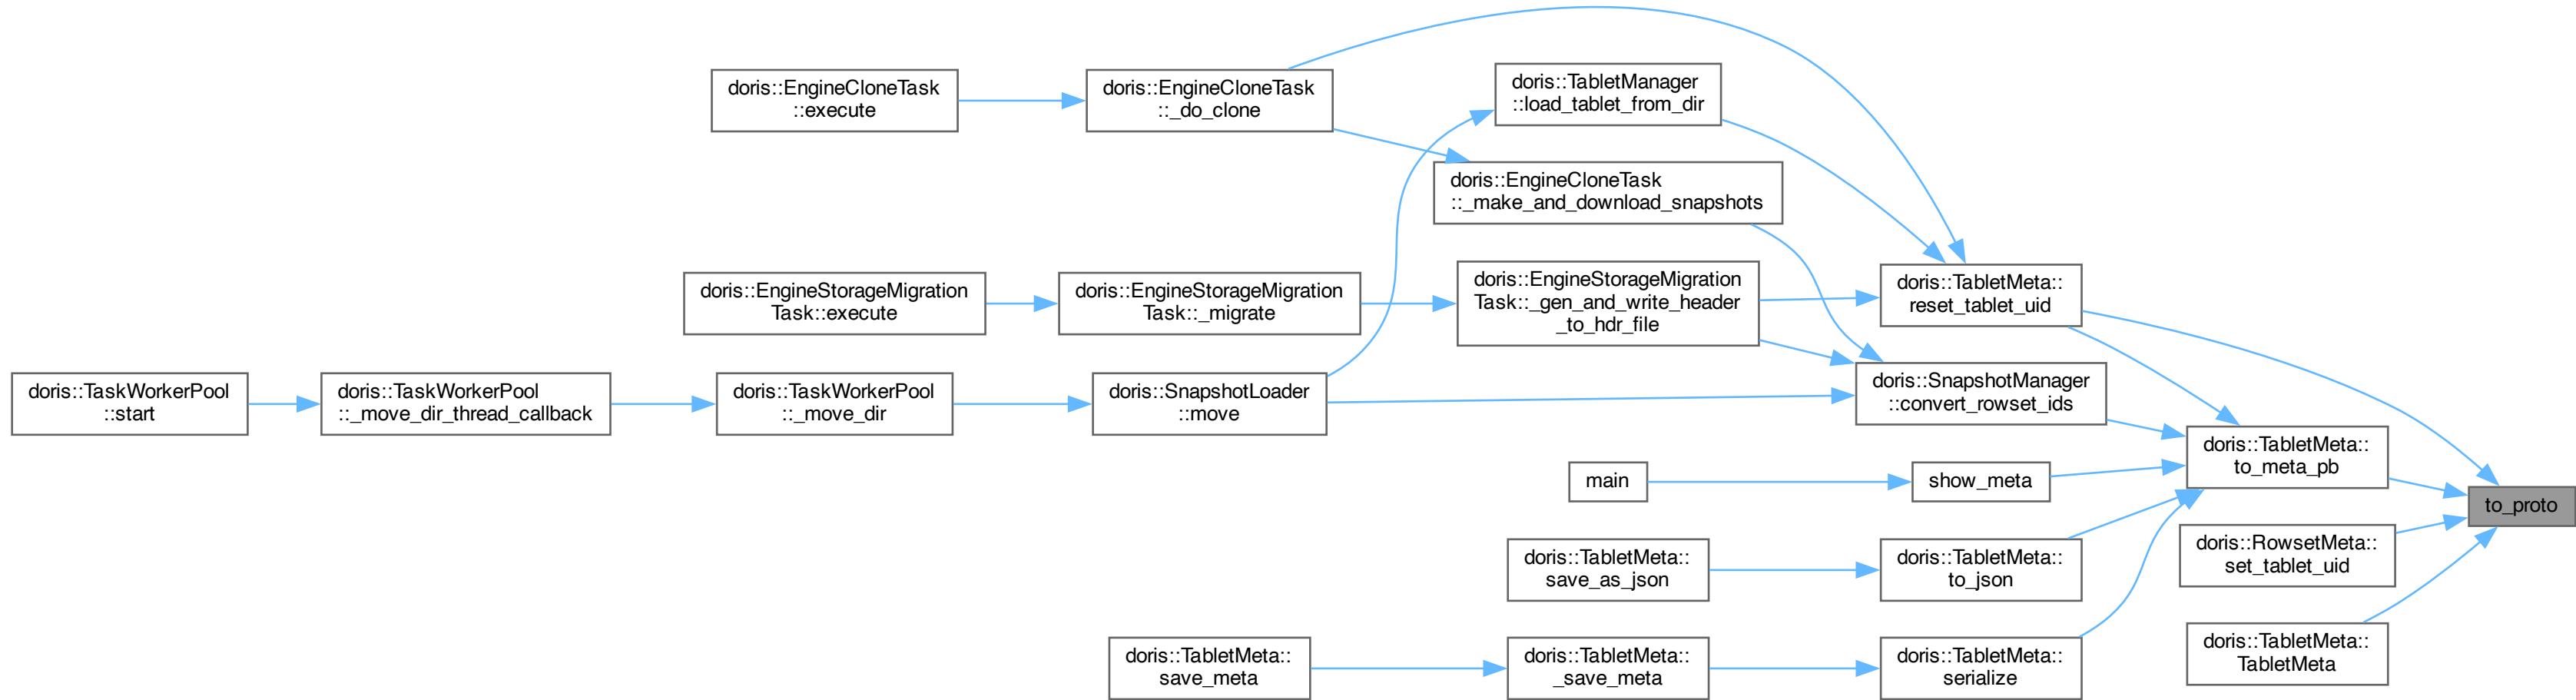 doris::EngineCloneTask
::execute
doris::EngineCloneTask
::_do_clone
doris::TabletManager
::load_tablet_from_dir
doris::EngineCloneTask
::_make_and_download_snapshots
doris::EngineStorageMigration
Task::execute
doris::EngineStorageMigration
Task::_migrate
doris::EngineStorageMigration
Task::_gen_and_write_header
_to_hdr_file
doris::TabletMeta::
reset_tablet_uid
doris::TaskWorkerPool
::start
doris::TaskWorkerPool
::_move_dir_thread_callback
doris::TaskWorkerPool
::_move_dir
doris::SnapshotLoader
::move
doris::SnapshotManager
::convert_rowset_ids
doris::TabletMeta::
to_meta_pb
main
show_meta
to_proto
doris::RowsetMeta::
set_tablet_uid
doris::TabletMeta::
save_as_json
doris::TabletMeta::
to_json
doris::TabletMeta::
TabletMeta
doris::TabletMeta::
save_meta
doris::TabletMeta::
_save_meta
doris::TabletMeta::
serialize